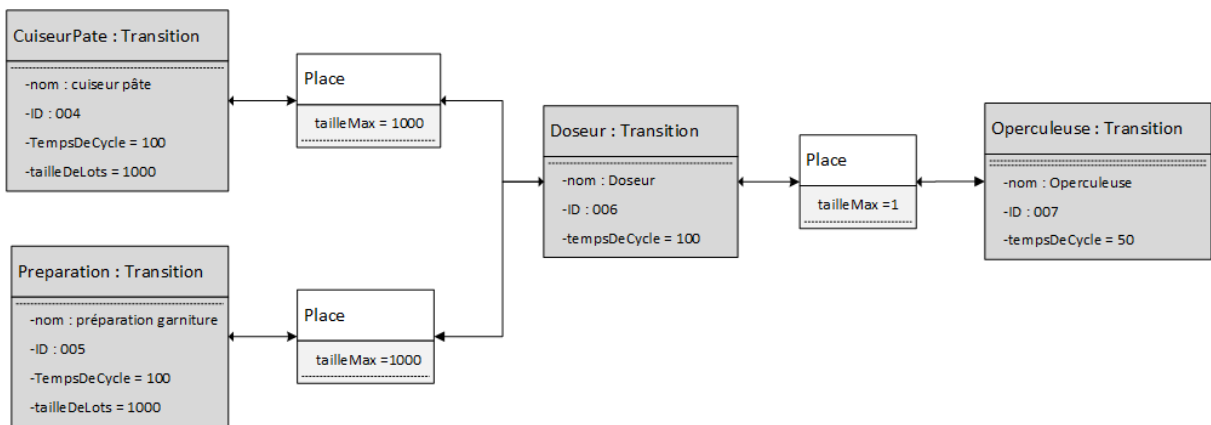 CuiseurPate : Transition
-nom : cuiseur pâte
-ID : 004
-TempsDeCycle = 100
-tailleDeLots = 1000
Place
tailleMax = 1000
Preparation : Transition
-nom : préparation garniture
-ID : 005
-TempsDeCycle = 100
-tailleDeLots = 1000
Place
tailleMax =1000
Doseur : Transition
-nom : Doseur
-ID : 006
-tempsDeCycle = 100
Place
tailleMax =1
Operculeuse : Transition
-nom : Operculeuse
-ID : 007
-tempsDeCycle = 50